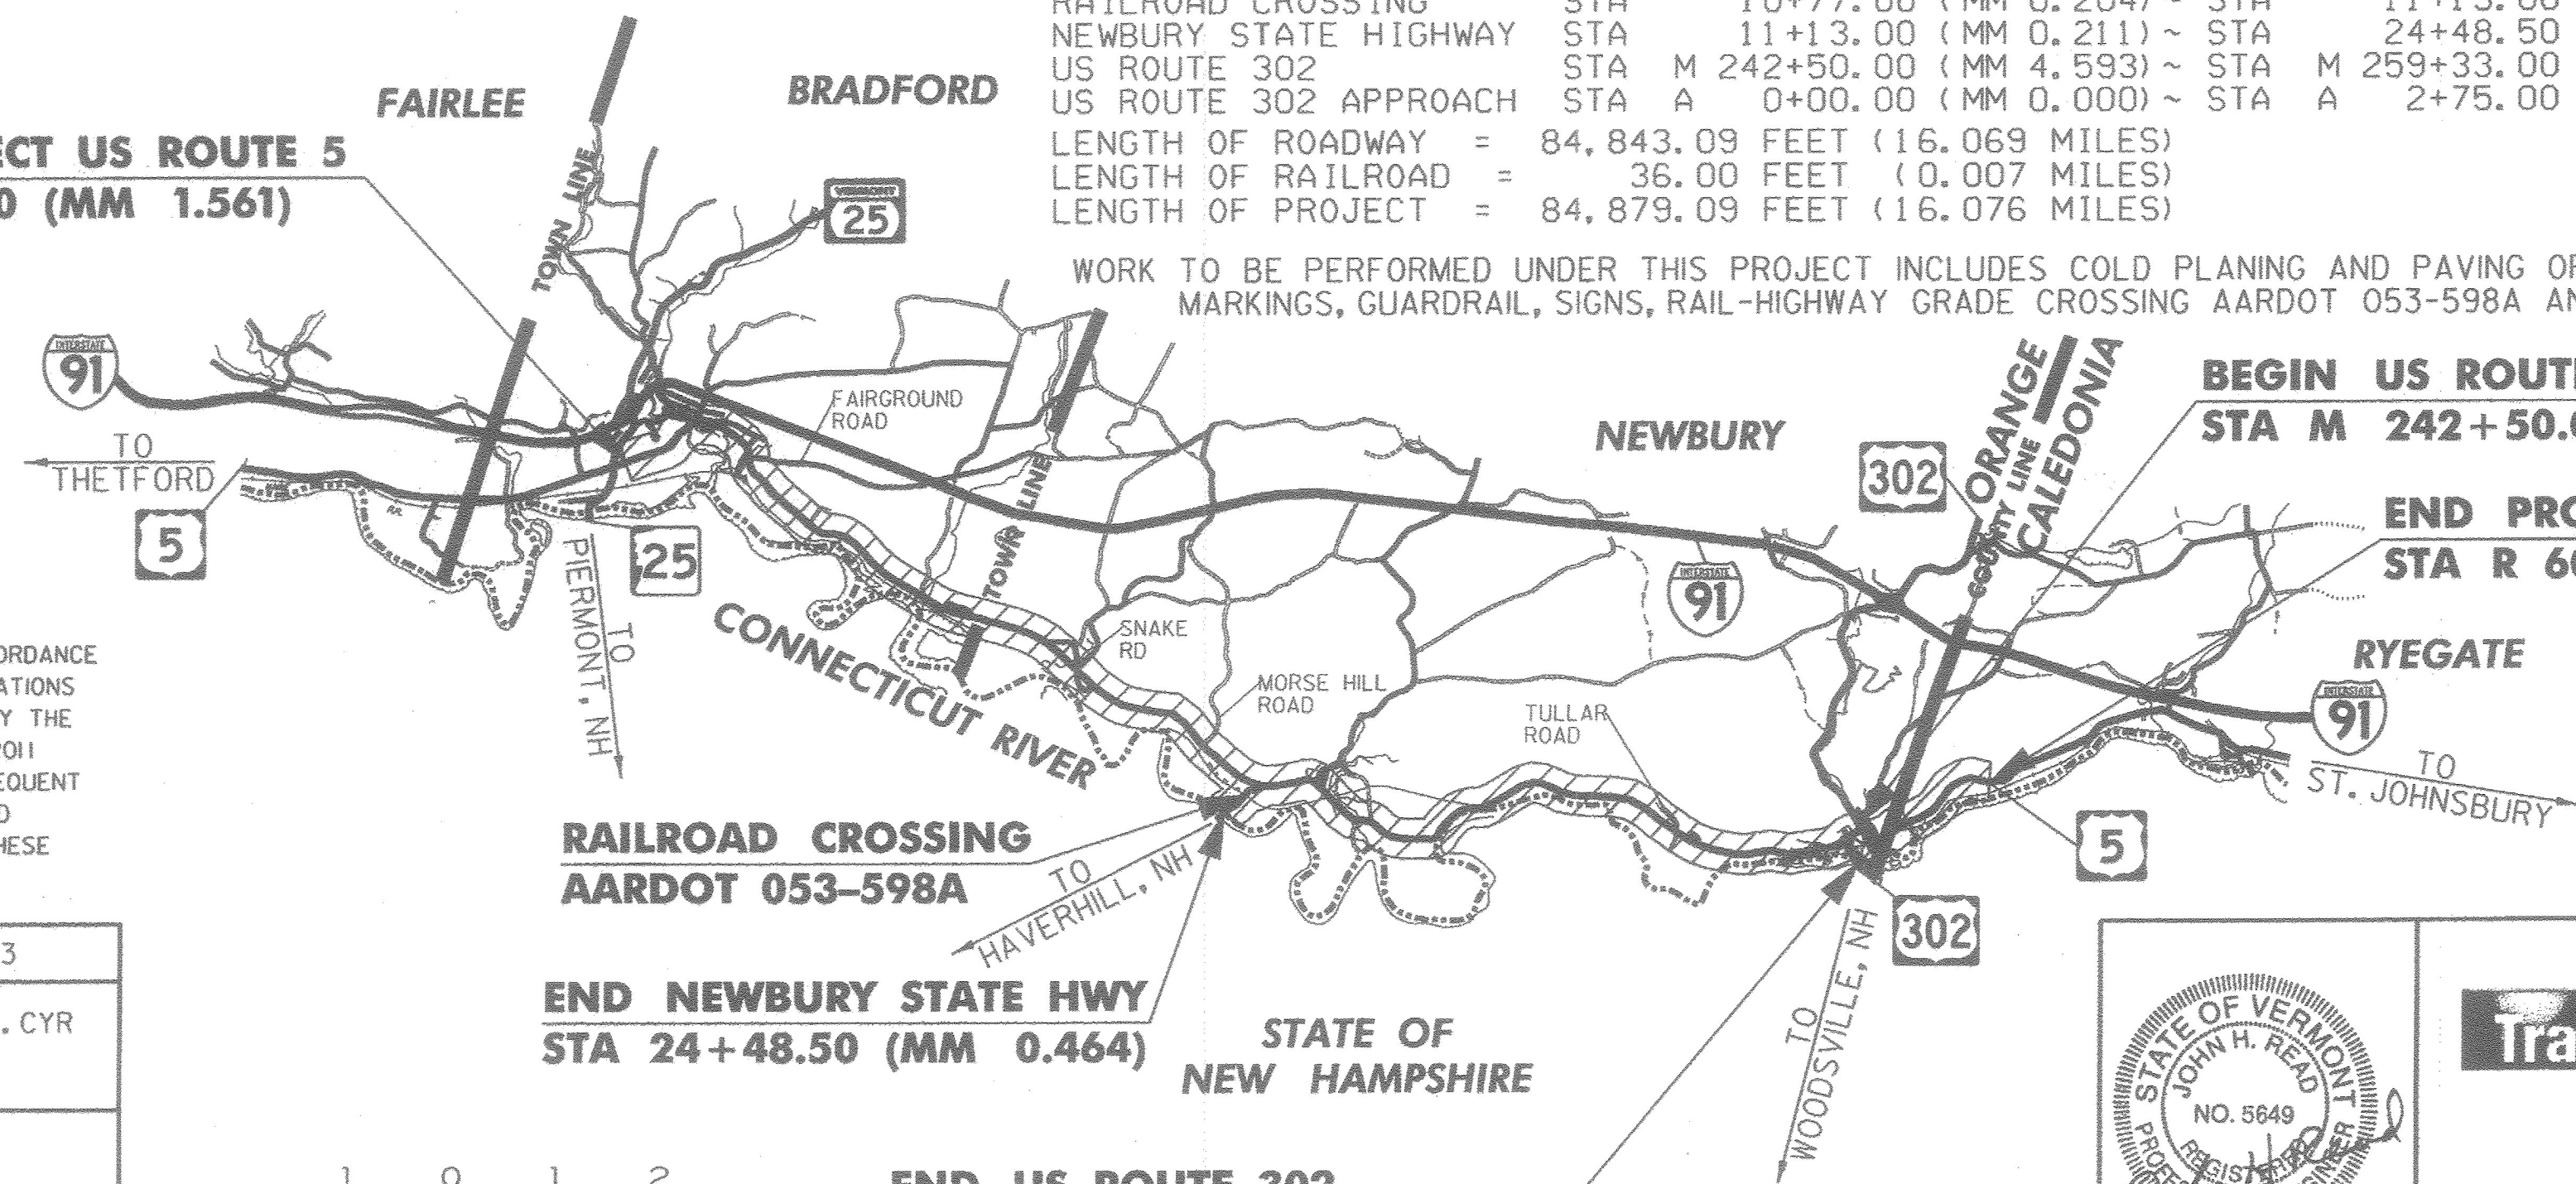 RAILROAD CROSSING STA 10+77.00 (MM 0.204) ~ STA 11+13.00
NEWBURY STATE HIGHWAY STA 11+13.00 (MM 0.211) ~ STA 24+48.50
US ROUTE 302 STA M 242+50.00 (MM 4.593) ~ STA M 259+33.00
US ROUTE 302 APPROACH STA A 0+00.00 (MM 0.000) ~ STA A 2+75.00
LENGTH OF ROADWAY = 84,843.09 FEET (16.069 MILES)
LENGTH OF RAILROAD = 36.00 FEET (0.007 MILES)
LENGTH OF PROJECT = 84,879.09 FEET (16.076 MILES)
WORK TO BE PERFORMED UNDER THIS PROJECT INCLUDES COLD PLANING AND PAVING
MARKINGS, GUARDRAIL, SIGNS, RAIL-HIGHWAY GRADE CROSSING AARDOT 053-598A
FAIRLEE
BRADFORD
ECT US ROUTE 5
0 (MM 1.561)
TOWN LINE
VERMONT
25
INTERSTATE
91
TO
THETFORD
5
RR
FAIRGROUND
ROAD
TOWN LINE
25
TO
PIERMONT, NH
CONNECTICUT RIVER
SNAKE
RD
MORSE HILL
ROAD
NEWBURY
INTERSTATE
91
302
ORANGE
COUNTY LINE
CALEDONIA
BEGIN US ROUT
STA M 242+50.
END PRO
STA R 6
RYEGATE
INTERSTATE
91
TO
ST. JOHNSBURY
TULLAR
ROAD
5
302
TO
WOODSVILLE, NH
RAILROAD CROSSING
AARDOT 053-598A
TO
HAVERHILL, NH
END NEWBURY STATE HWY
STA 24+48.50 (MM 0.464)
STATE OF
NEW HAMPSHIRE
ORDANCE
ATIONS
Y THE
2011
EQUENT
D
HESE
3
. CYR
1 0 1 2
END US ROUTE 302
STATE OF VERMONT
JOHN H. READ
NO. 5649
REGISTERED
Tra